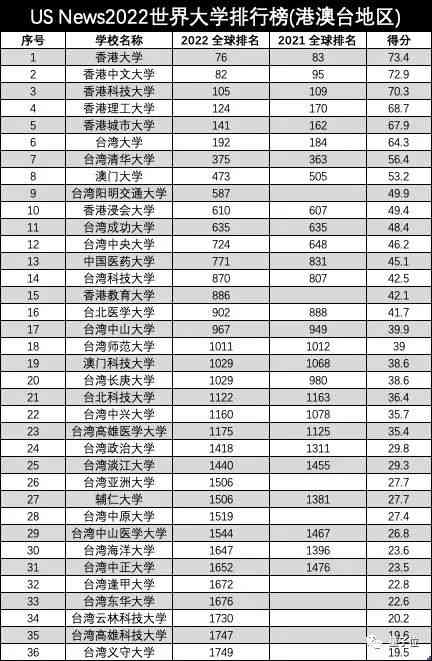 US News2022世界大学排行榜(港澳台地区)
序号 学校名称 2022 全球排名 2021 全球排名 得分
1 香港大学 76 83 73.4
2 香港中文大学 82 95 72.9
3 香港科技大学 105 109 70.3
4 香港理工大学 124 170 68.7
5 香港城市大学 141 162 67.9
6 台湾大学 192 184 64.3
7 台湾清华大学 375 363 56.4
8 澳门大学 473 505 53.2
9 台湾阳明交通大学 587 49.9
10 香港浸会大学 610 607 49.4
11 台湾成功大学 635 635 48.4
12 台湾中央大学 724 648 46.2
13 中国医药大学 771 831 45.1
14 台湾科技大学 870 807 42.5
15 香港教育大学 886 42.1
16 台北医学大学 902 888 41.7
17 台湾中山大学 967 949 39.9
18 台湾师范大学 1011 1012 39
19 澳门科技大学 1029 1068 38.6
20 台湾长庚大学 1029 980 38.6
21 台北科技大学 1122 1163 36.4
22 台湾中兴大学 1160 1078 35.7
23 台湾高雄医学大学 1175 1125 35.4
24 台湾政治大学 1418 1311 29.8
25 台湾淡江大学 1440 1455 29.3
26 台湾亚洲大学 1506 27.7
27 辅仁大学 1506 1381 27.7
28 台湾中原大学 1519 27.4
29 台湾中山医学大学 1544 1467 26.8
30 台湾海洋大学 1647 1396 23.6
31 台湾中正大学 1652 1476 23.5
32 台湾逢甲大学 1672 22.8
33 台湾东华大学 1676 22.6
34 台湾云林科技大学 1730 20.2
35 台湾高雄科技大学 1747 19.6
36 台湾义守大学 1749 19.5